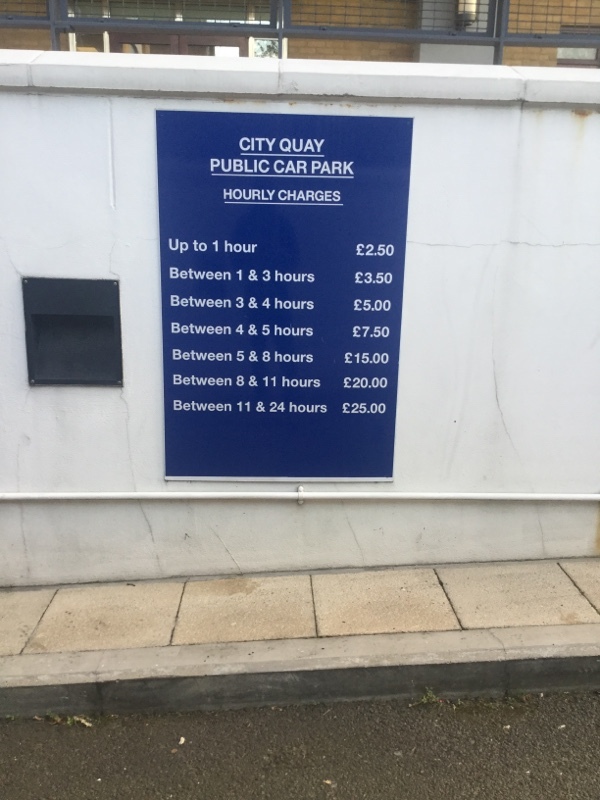 CITY QUAY
PUBLIC CAR PARK
HOURLY CHARGES
Up to 1 hour £2.50
Between 1 & 3 hours £3.50
Between 3 & 4 hours £5.00
Between 4 & 5 hours £7.50
Between 5 & 8 hours £15.00
Between 8 & 11 hours £20.00
Between 11 & 24 hours £25.00